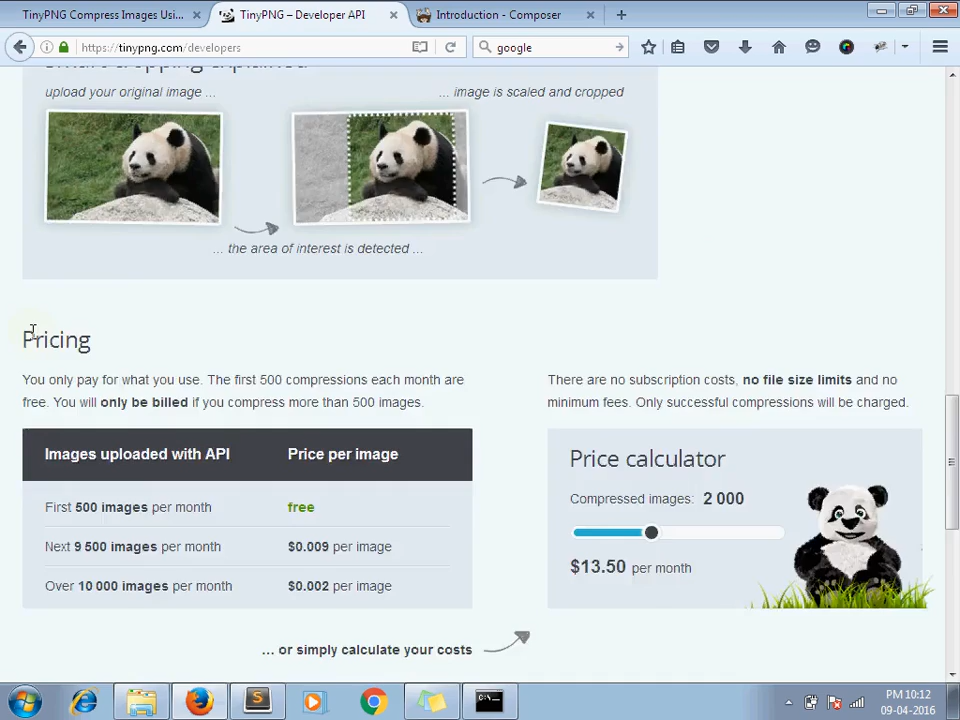 TinyPNG Compress Images Usi...
TinyPNG – Developer API
Introduction - Composer
https://tinypng.com/developers
google
Smart cropping explained
upload your original image ...
... image is scaled and cropped
... the area of interest is detected ...
Pricing
You only pay for what you use. The first 500 compressions each month are
free. You will only be billed if you compress more than 500 images.
There are no subscription costs, no file size limits and no
minimum fees. Only successful compressions will be charged.
Images uploaded with API Price per image
First 500 images per month free
Next 9 500 images per month $0.009 per image
Over 10 000 images per month $0.002 per image
Price calculator
Compressed images: 2 000
$13.50 per month
... or simply calculate your costs
C:\...
PM 10:12
09-04-2016